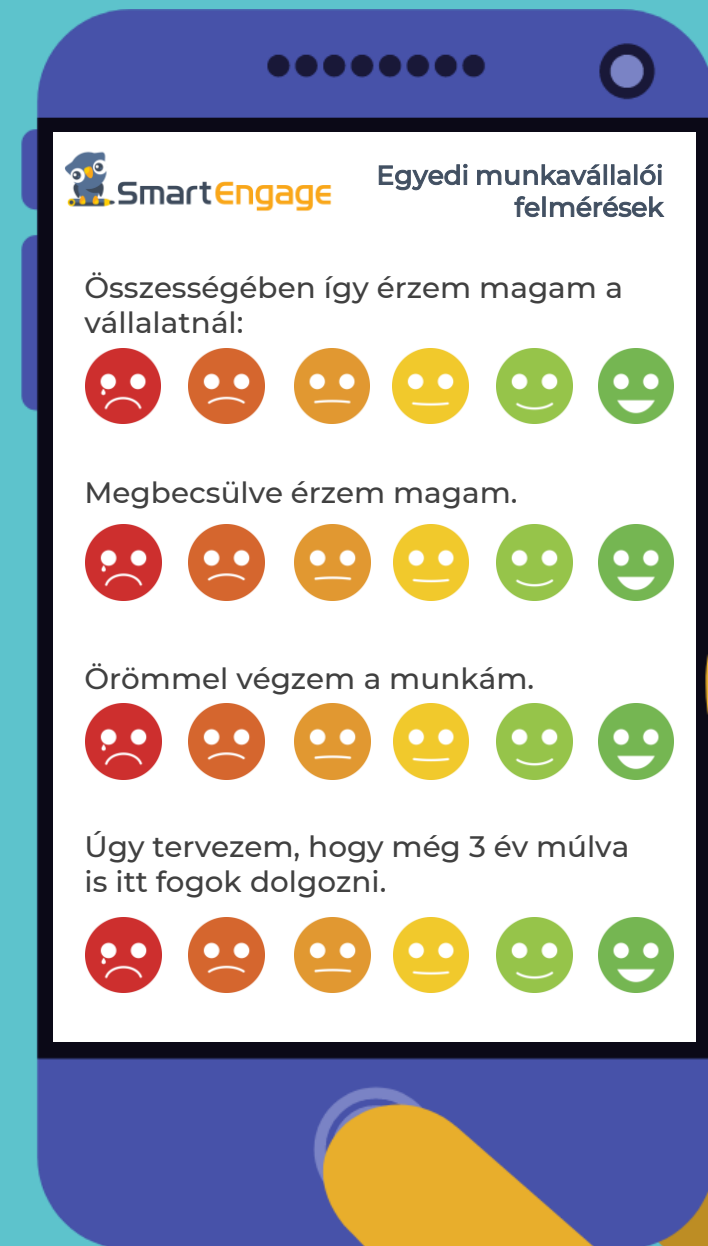 SmartEngage
Egyedi munkavállalói
felmérések
Összességében így érzem magam a
vállalatnál:
Megbecsülve érzem magam.
Örömmel végzem a munkám.
Úgy tervezem, hogy még 3 év múlva
is itt fogok dolgozni.